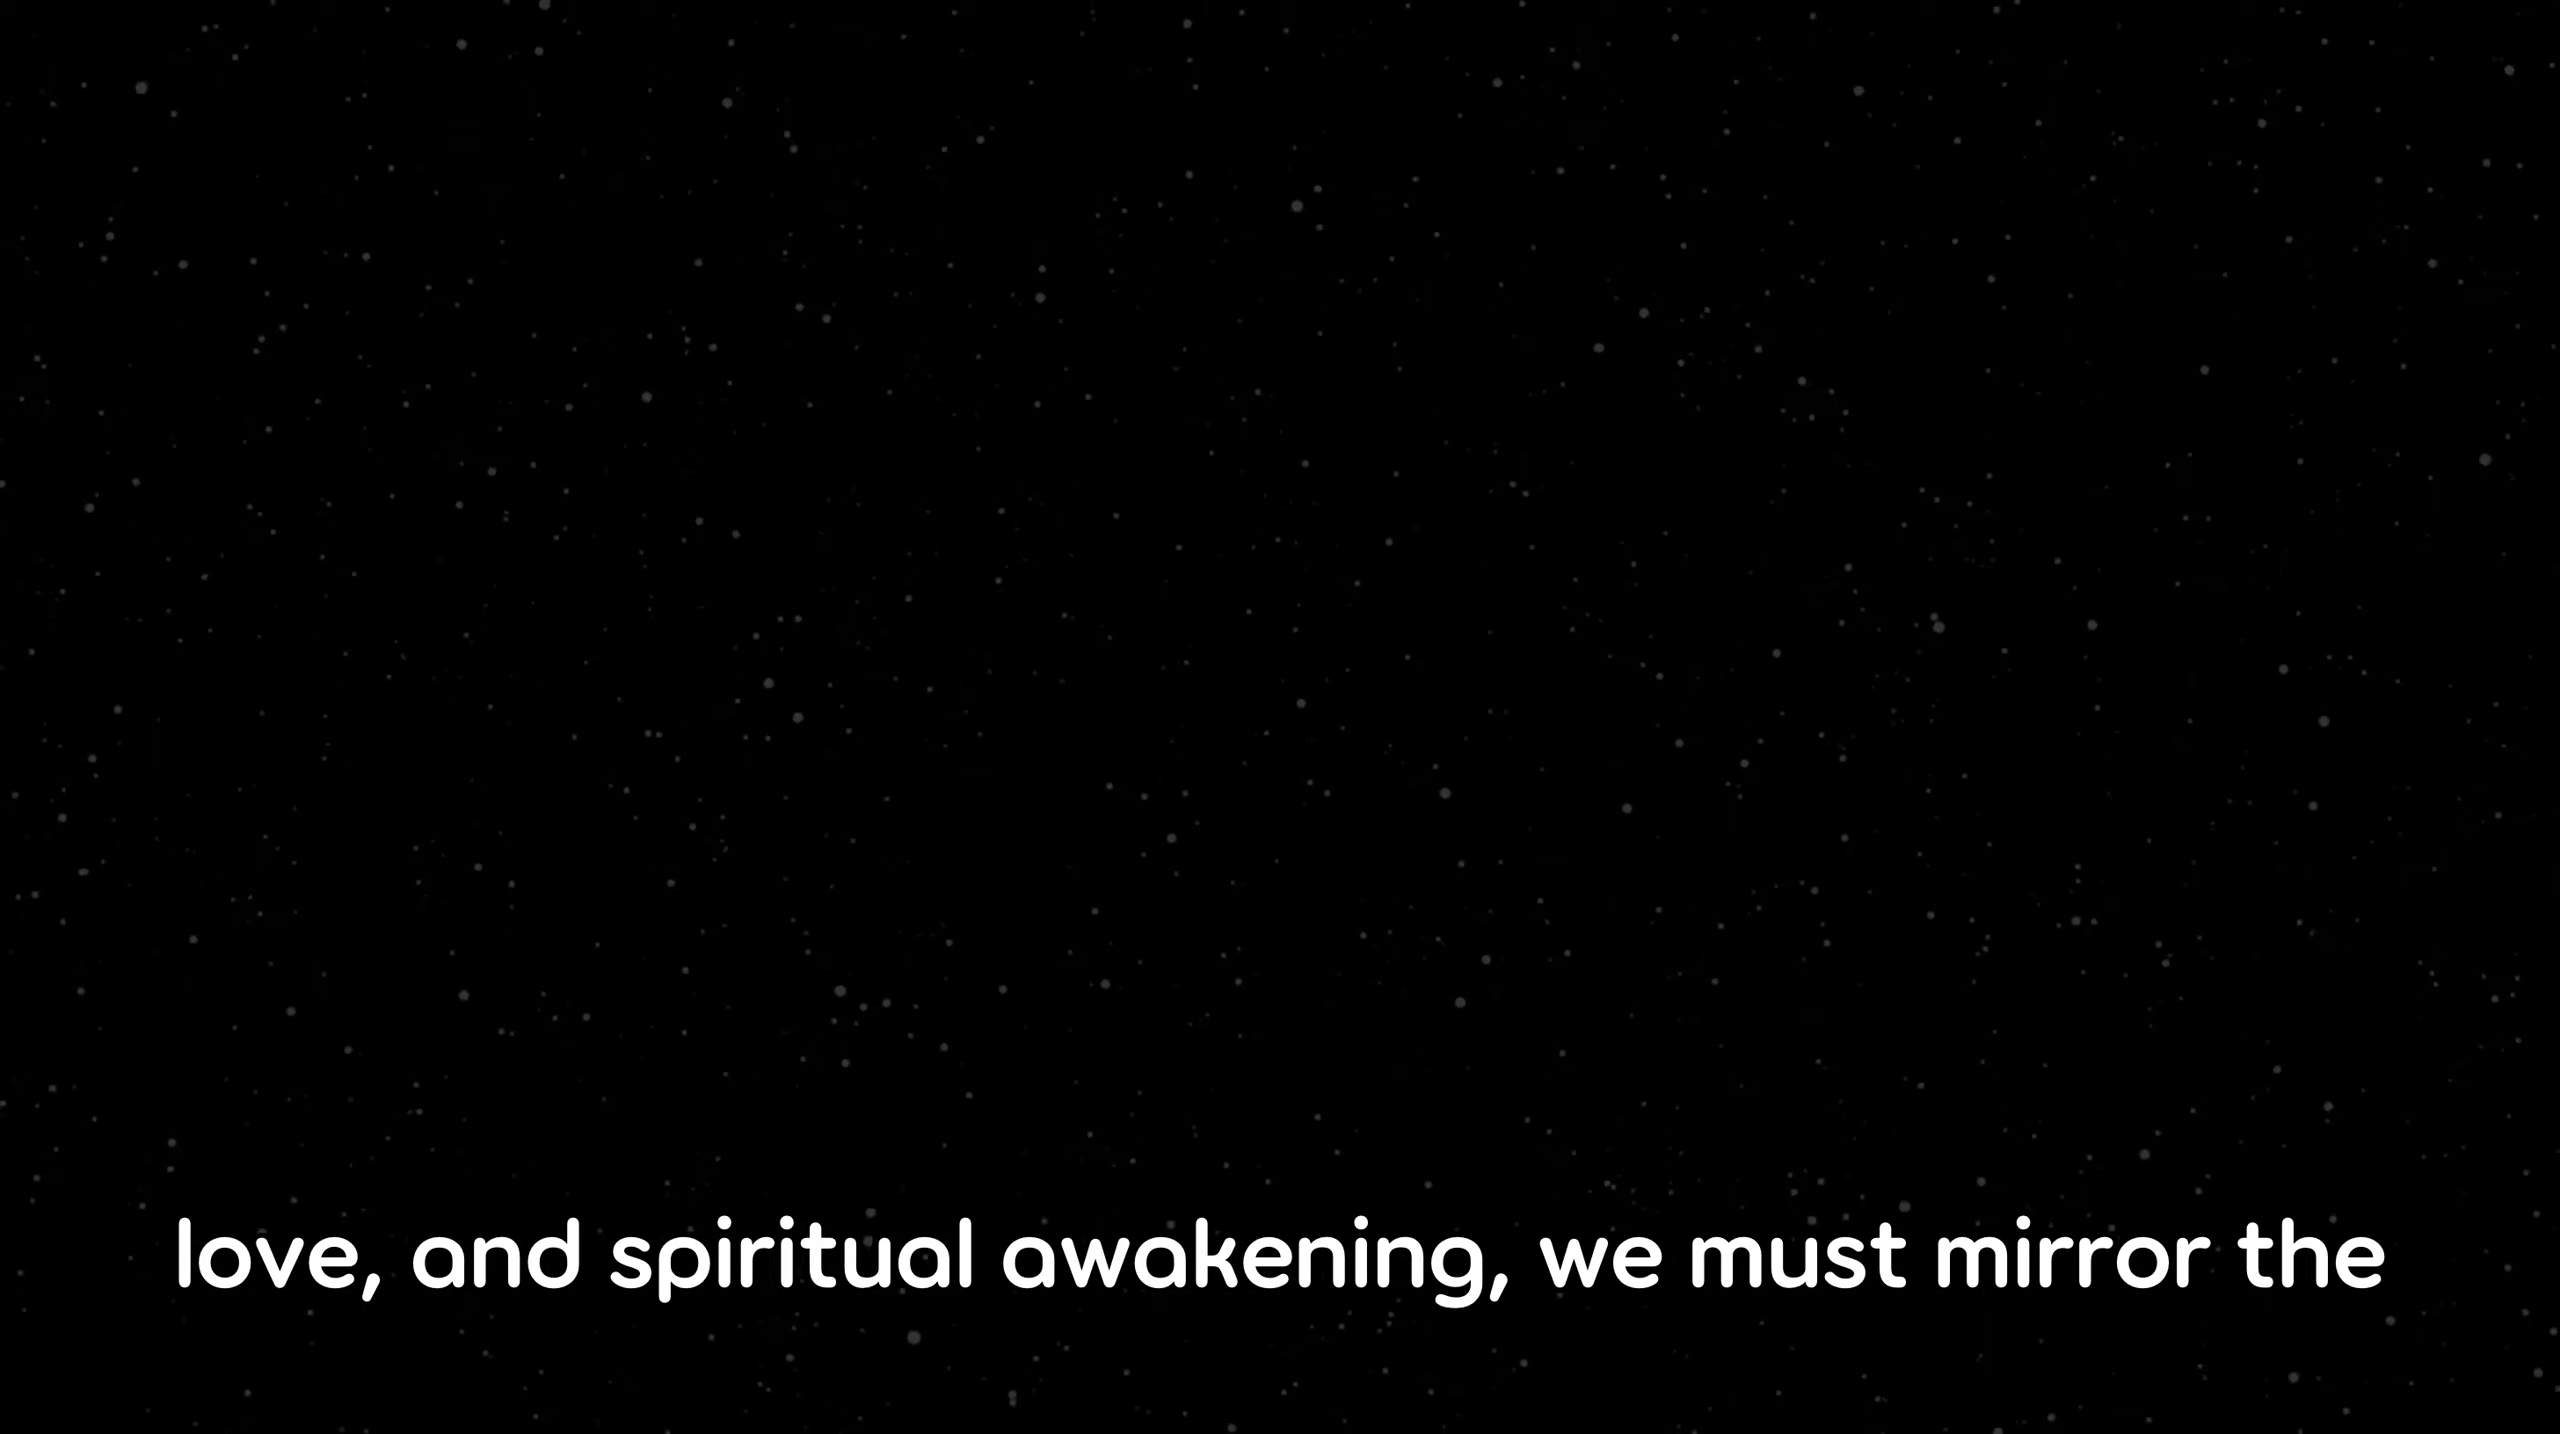 love, and spiritual awakening, we must mirror the